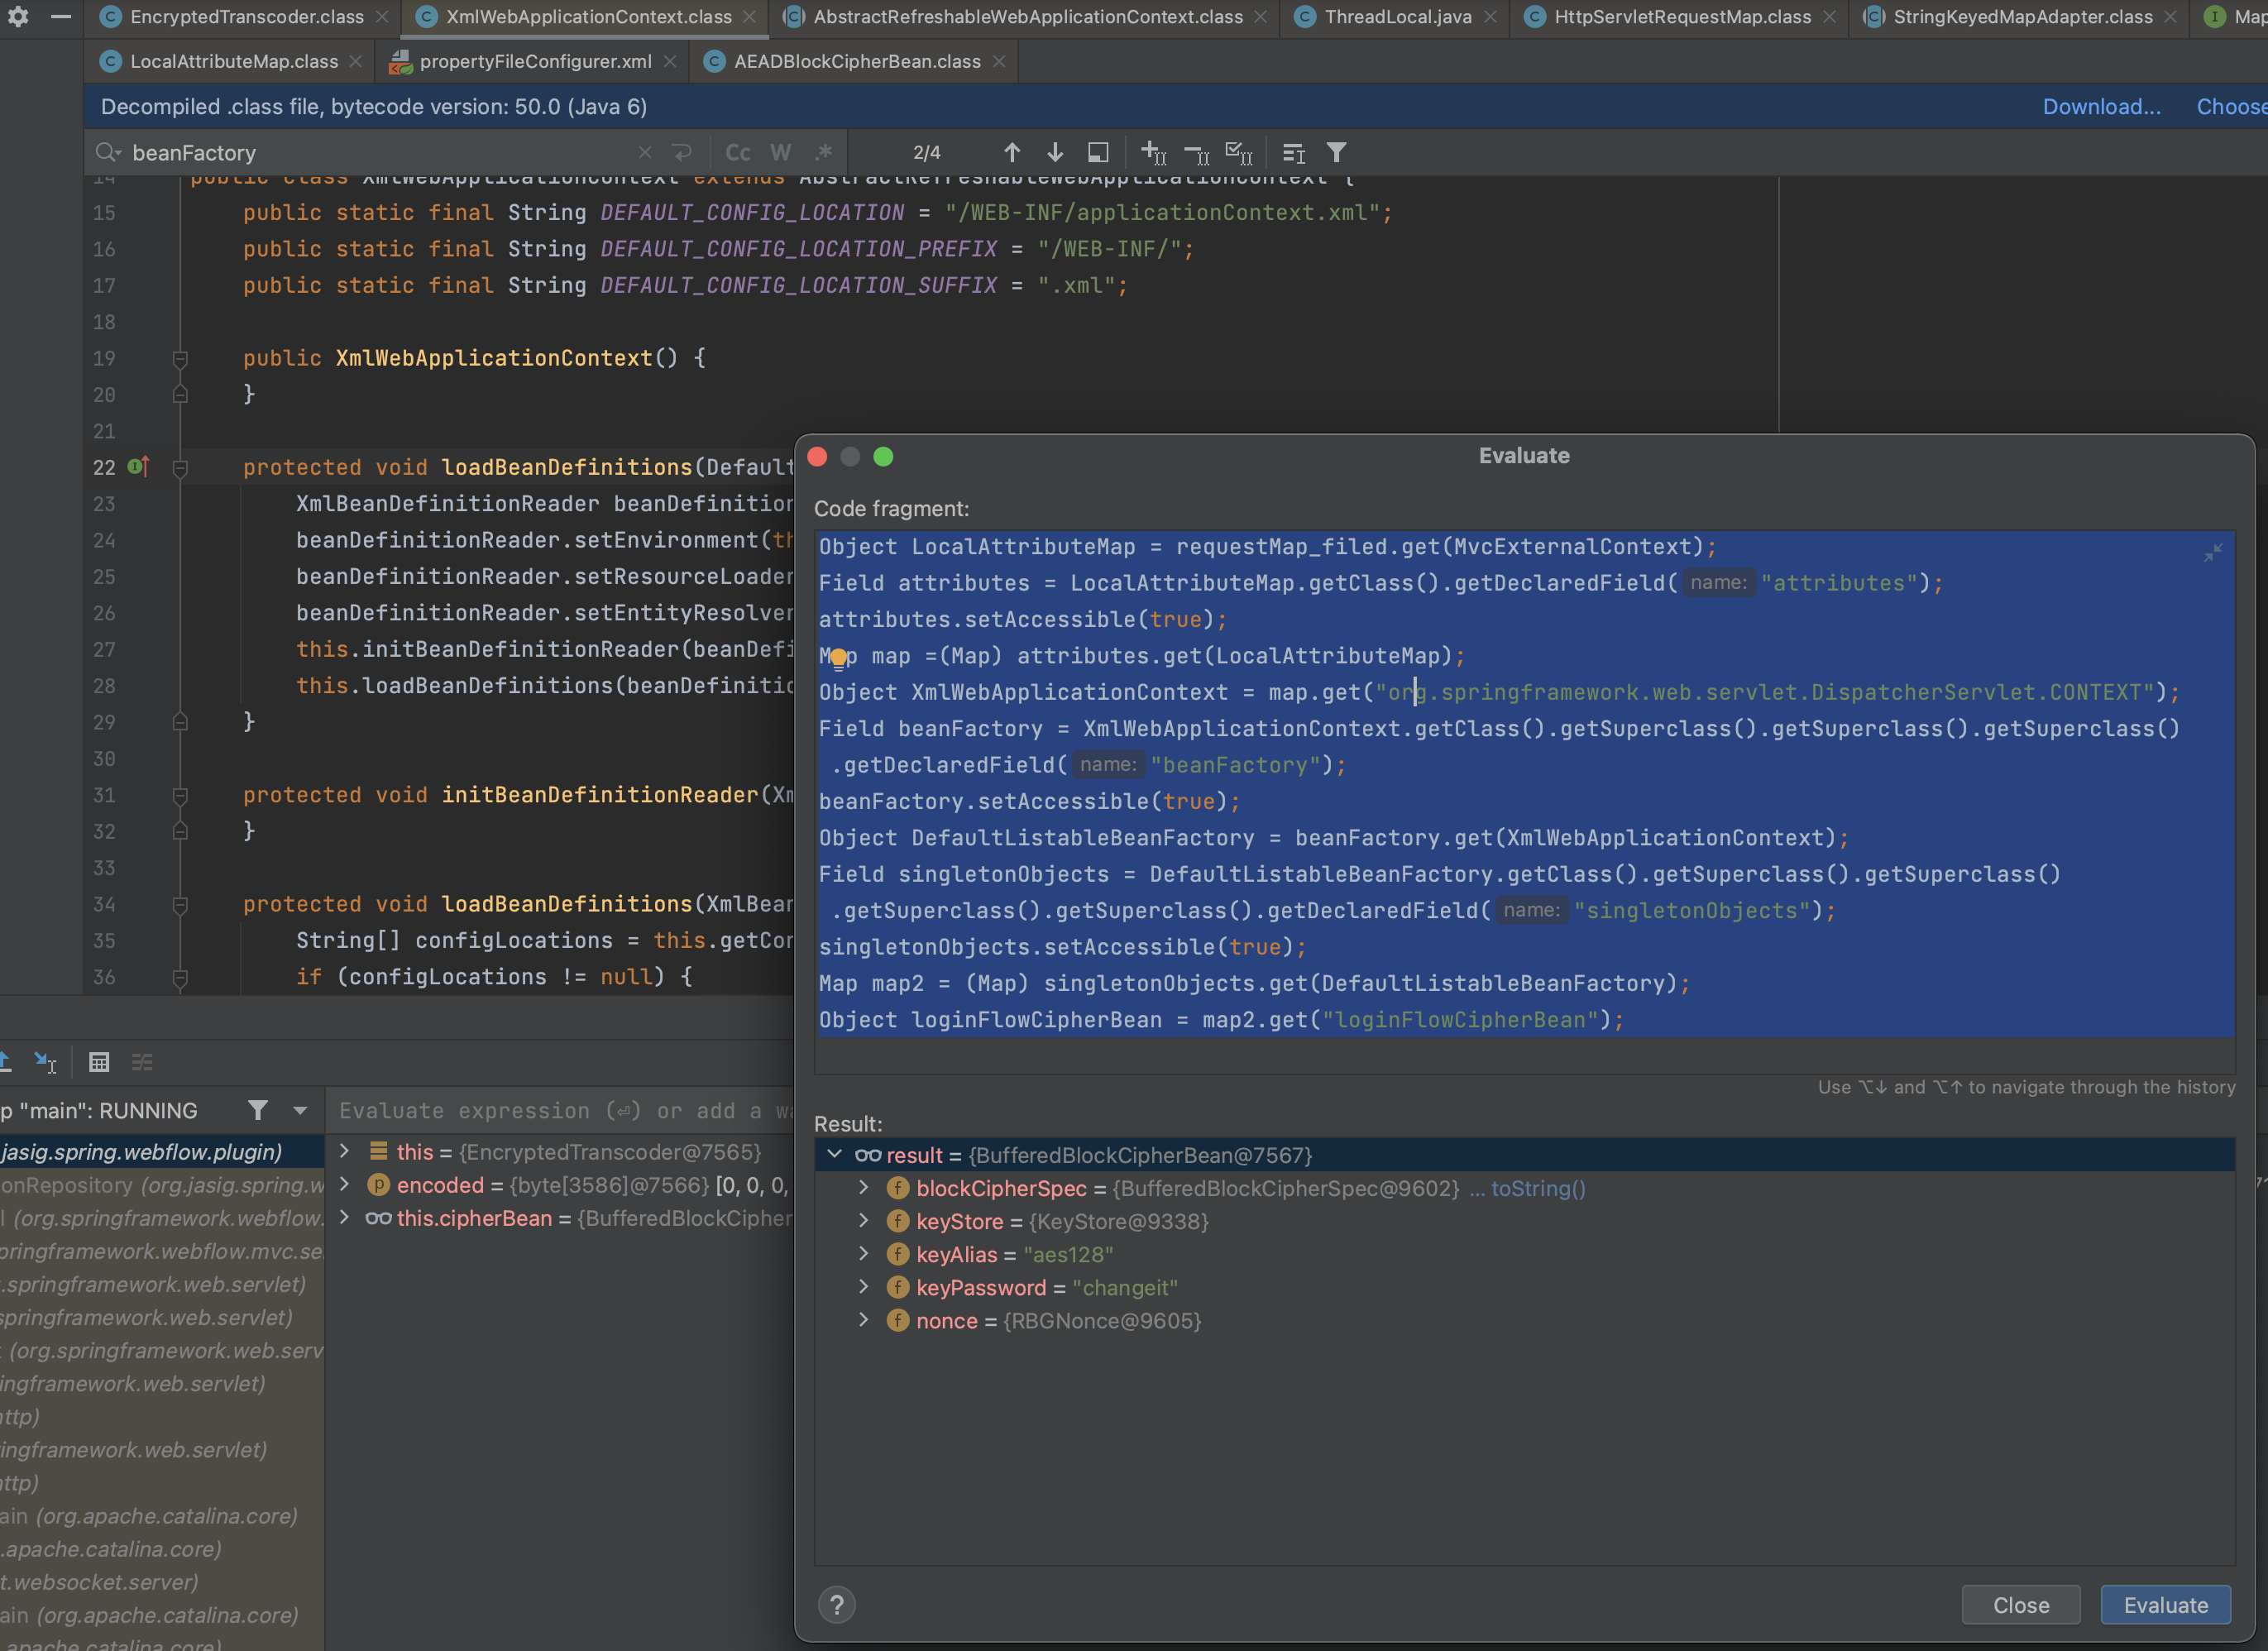 EncryptedTranscoder.class XmlWebApplicationContext.class AbstractRefreshableWebApplicationContext.class ThreadLocal.java HttpServletRequestMap.class StringKeyedMapAdapter.class Map
LocalAttributeMap.class propertyFileConfigurer.xml AEADBlockCipherBean.class
Decompiled .class file, bytecode version: 50.0 (Java 6) Download... Choose
beanFactory Cc W .* 2/4
14 public class XmlWebApplicationContext extends AbstractRefreshableWebApplicationContext {
15 public static final String DEFAULT_CONFIG_LOCATION = "/WEB-INF/applicationContext.xml";
16 public static final String DEFAULT_CONFIG_LOCATION_PREFIX = "/WEB-INF/";
17 public static final String DEFAULT_CONFIG_LOCATION_SUFFIX = ".xml";
18
19 public XmlWebApplicationContext() {
20 }
21
22 protected void loadBeanDefinitions(Default
23 XmlBeanDefinitionReader beanDefinition
24 beanDefinitionReader.setEnvironment(th
25 beanDefinitionReader.setResourceLoader
26 beanDefinitionReader.setEntityResolver
27 this.initBeanDefinitionReader(beanDefi
28 this.loadBeanDefinitions(beanDefinitio
29 }
30
31 protected void initBeanDefinitionReader(Xm
32 }
33
34 protected void loadBeanDefinitions(XmlBean
35 String[] configLocations = this.getCon
36 if (configLocations != null) {
Evaluate
Code fragment:
Object LocalAttributeMap = requestMap_filed.get(MvcExternalContext);
Field attributes = LocalAttributeMap.getClass().getDeclaredField( name: "attributes");
attributes.setAccessible(true);
Map map =(Map) attributes.get(LocalAttributeMap);
Object XmlWebApplicationContext = map.get("org.springframework.web.servlet.DispatcherServlet.CONTEXT");
Field beanFactory = XmlWebApplicationContext.getClass().getSuperclass().getSuperclass().getSuperclass()
.getDeclaredField( name: "beanFactory");
beanFactory.setAccessible(true);
Object DefaultListableBeanFactory = beanFactory.get(XmlWebApplicationContext);
Field singletonObjects = DefaultListableBeanFactory.getClass().getSuperclass().getSuperclass()
.getSuperclass().getSuperclass().getDeclaredField( name: "singletonObjects");
singletonObjects.setAccessible(true);
Map map2 = (Map) singletonObjects.get(DefaultListableBeanFactory);
Object loginFlowCipherBean = map2.get("loginFlowCipherBean");
Use ⌥↓ and ⌥↑ to navigate through the history
Result:
result = {BufferedBlockCipherBean@7567}
blockCipherSpec = {BufferedBlockCipherSpec@9602} ... toString()
keyStore = {KeyStore@9338}
keyAlias = "aes128"
keyPassword = "changeit"
nonce = {RBGNonce@9605}
? Close Evaluate
p "main": RUNNING
jasig.spring.webflow.plugin)
onRepository (org.jasig.spring.w
l (org.springframework.webflow.
pringframework.webflow.mvc.se
.springframework.web.servlet)
springframework.web.servlet)
(org.springframework.web.serv
ingframework.web.servlet)
ttp)
ingframework.web.servlet)
ttp)
ain (org.apache.catalina.core)
.apache.catalina.core)
t.websocket.server)
ain (org.apache.catalina.core)
.apache.catalina.core)
Evaluate expression (⏎) or add a wa
this = {EncryptedTranscoder@7565}
encoded = {byte[3586]@7566} [0, 0, 0,
this.cipherBean = {BufferedBlockCipher